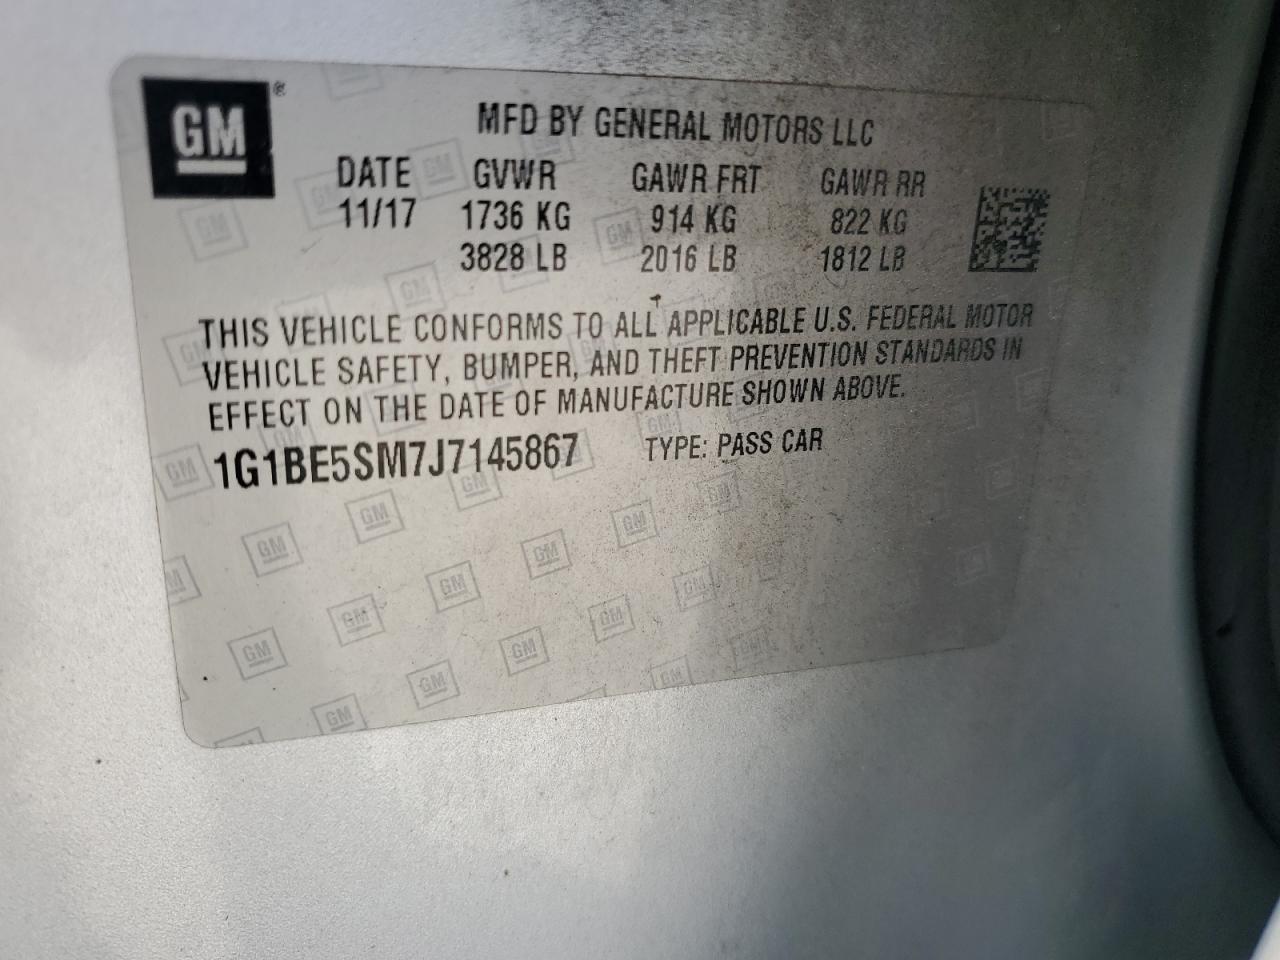 GM ®
MFD BY GENERAL MOTORS LLC
DATE GVWR GAWR FRT GAWR RR
11/17 1736 KG 914 KG 822 KG
3828 LB 2016 LB 1812 LB
THIS VEHICLE CONFORMS TO ALL APPLICABLE U.S. FEDERAL MOTOR
VEHICLE SAFETY, BUMPER, AND THEFT PREVENTION STANDARDS IN
EFFECT ON THE DATE OF MANUFACTURE SHOWN ABOVE.
1G1BE5SM7J7145867 TYPE: PASS CAR